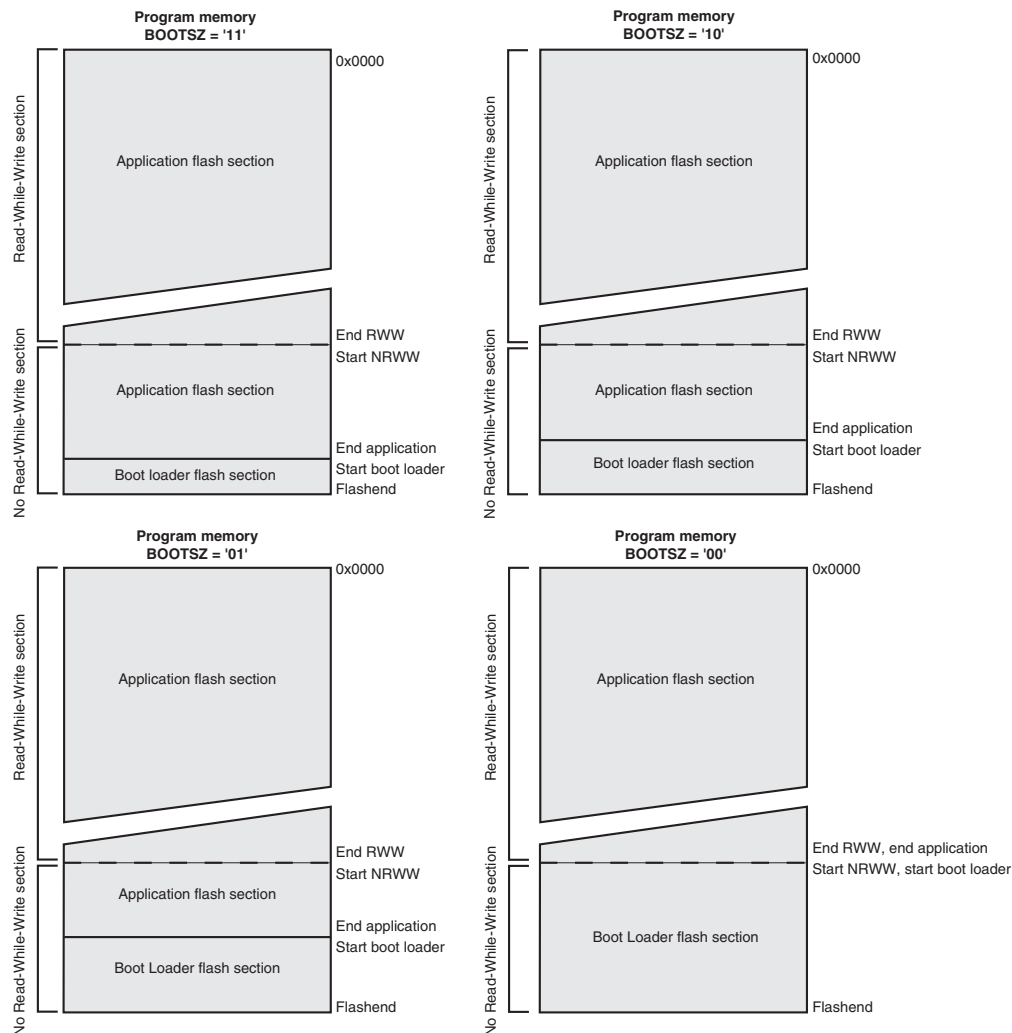 Program memory
BOOTSZ = '11'
0x0000
Read-While-Write section
Application flash section
End RWW
Start NRWW
No Read-While-Write section
Application flash section
End application
Start boot loader
Boot loader flash section
Flashend
Program memory
BOOTSZ = '10'
0x0000
Read-While-Write section
Application flash section
End RWW
Start NRWW
No Read-While-Write section
Application flash section
End application
Start boot loader
Boot loader flash section
Flashend
Program memory
BOOTSZ = '01'
0x0000
Read-While-Write section
Application flash section
End RWW
Start NRWW
No Read-While-Write section
Application flash section
End application
Start boot loader
Boot Loader flash section
Flashend
Program memory
BOOTSZ = '00'
0x0000
Read-While-Write section
Application flash section
End RWW, end application
Start NRWW, start boot loader
No Read-While-Write section
Boot Loader flash section
Flashend